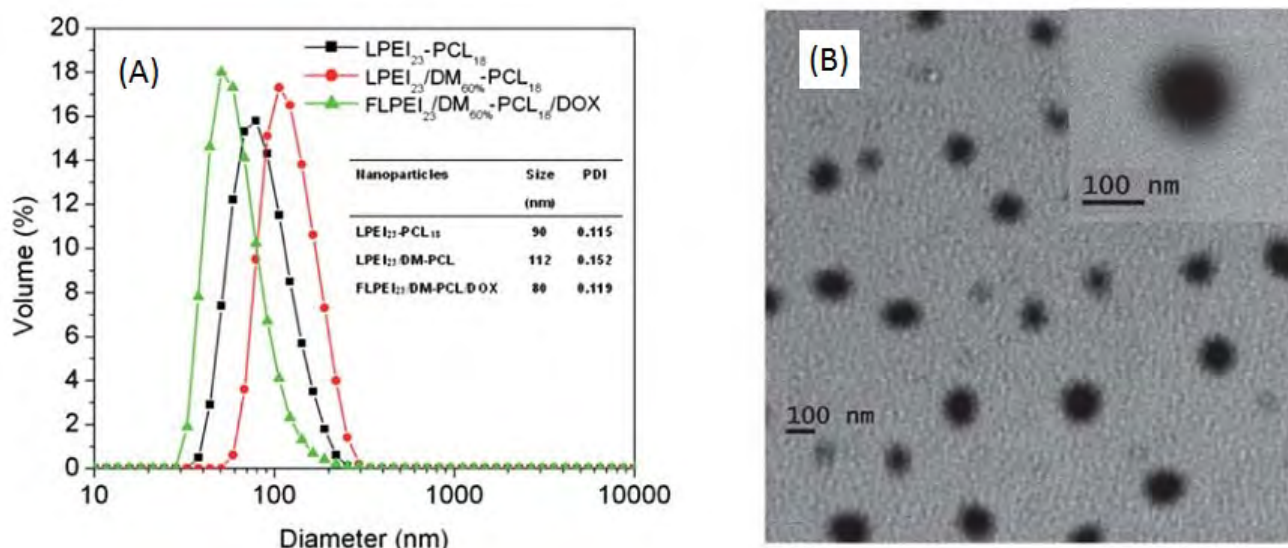 (A)
20
18
16
14
12
10
8
6
4
2
0
Volume (%)
10
100
1000
10000
Diameter (nm)
LPEI₂₃-PCL₁₈
LPEI₂₃/DM₆₀%-PCL₁₈
FLPEI₂₃/DM₆₀%-PCL₁₈/DOX
Nanoparticles Size PDI
(nm)
LPEI₂₃-PCL₁₈ 90 0.115
LPEI₂₃/DM-PCL 112 0.152
FLPEI₂₃/DM-PCL/DOX 80 0.119
(B)
100 nm
100 nm